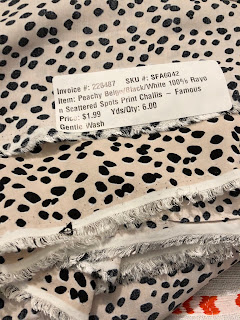 Invoice #: 226487 SKU #: SFA6042
Item: Peachy Beige/Black/White 100% Rayo
n Scattered Spots Print Challis – Famous
Price: $1.99 Yds/Qty: 6.00
Gentle Wash